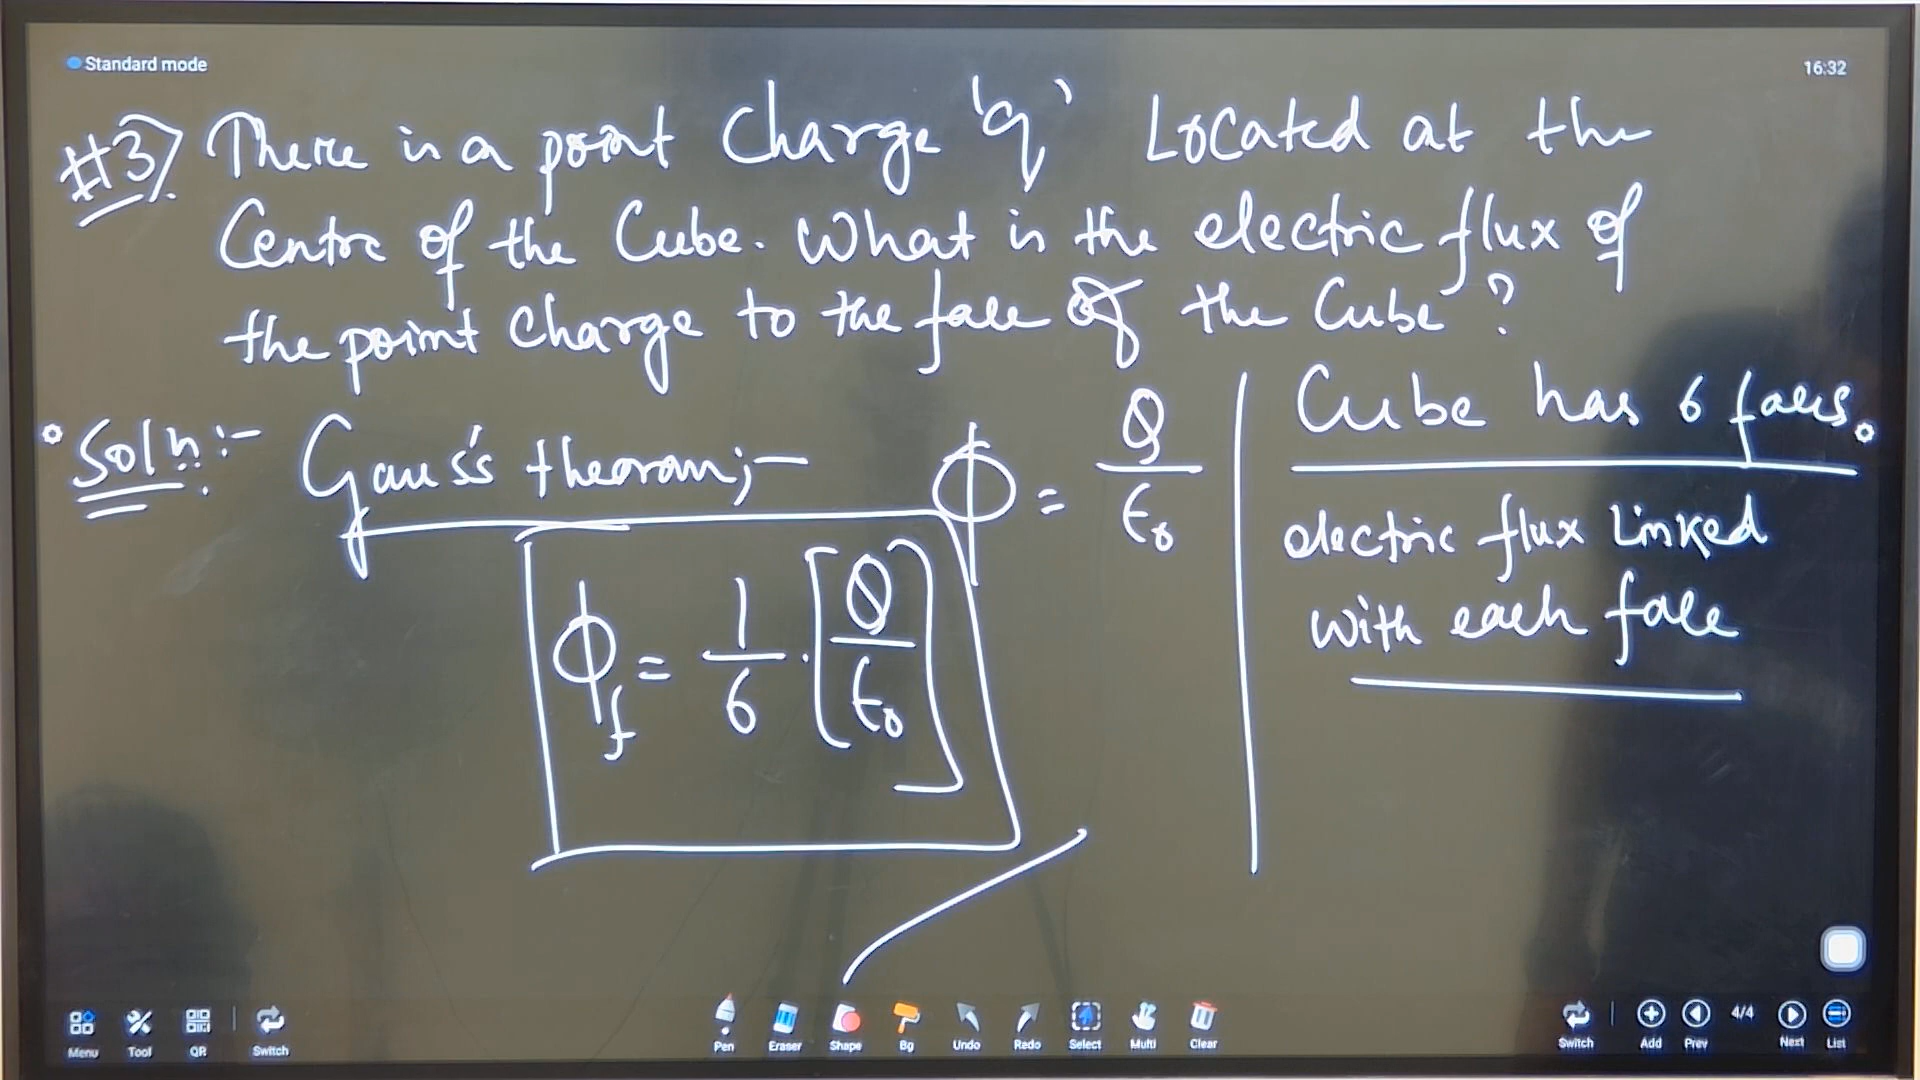 Standard mode
16:32
#3) There is a point charge 'q' Located at the
Centre of the Cube. What is the electric flux of
the point charge to the face of the Cube ?
Soln:- Gauss's theoram;-
ϕ = Q/ϵ₀
ϕf = 1/6 · [Q/ϵ₀]
Cube has 6 faces.
electric flux Linked
with each face
Menu Tool QR Switch Pen Eraser Shape Bg Undo Redo Select Multi Clear Switch Add Prev 4/4 Next List